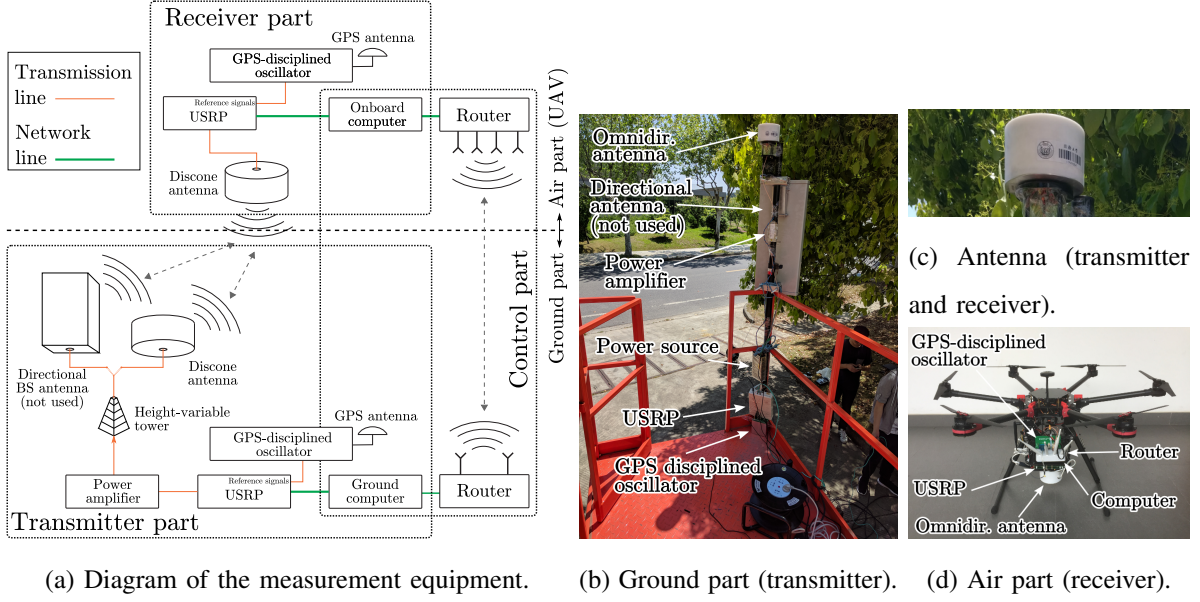 Receiver part
GPS antenna
GPS-disciplined
oscillator
Transmission
line
Network
line
Reference signals
USRP
Onboard
computer
Router
Discone
antenna
Air part (UAV)
Ground part
Control part
Directional
BS antenna
(not used)
Discone
antenna
Height-variable
tower
GPS antenna
GPS-disciplined
oscillator
Power
amplifier
Reference signals
USRP
Ground
computer
Router
Transmitter part
(a) Diagram of the measurement equipment.
Omnidir.
antenna
Directional
antenna
(not used)
Power
amplifier
Power source
USRP
GPS disciplined
oscillator
(b) Ground part (transmitter).
(c) Antenna (transmitter
and receiver).
GPS-disciplined
oscillator
Router
USRP
Computer
Omnidir. antenna
(d) Air part (receiver).